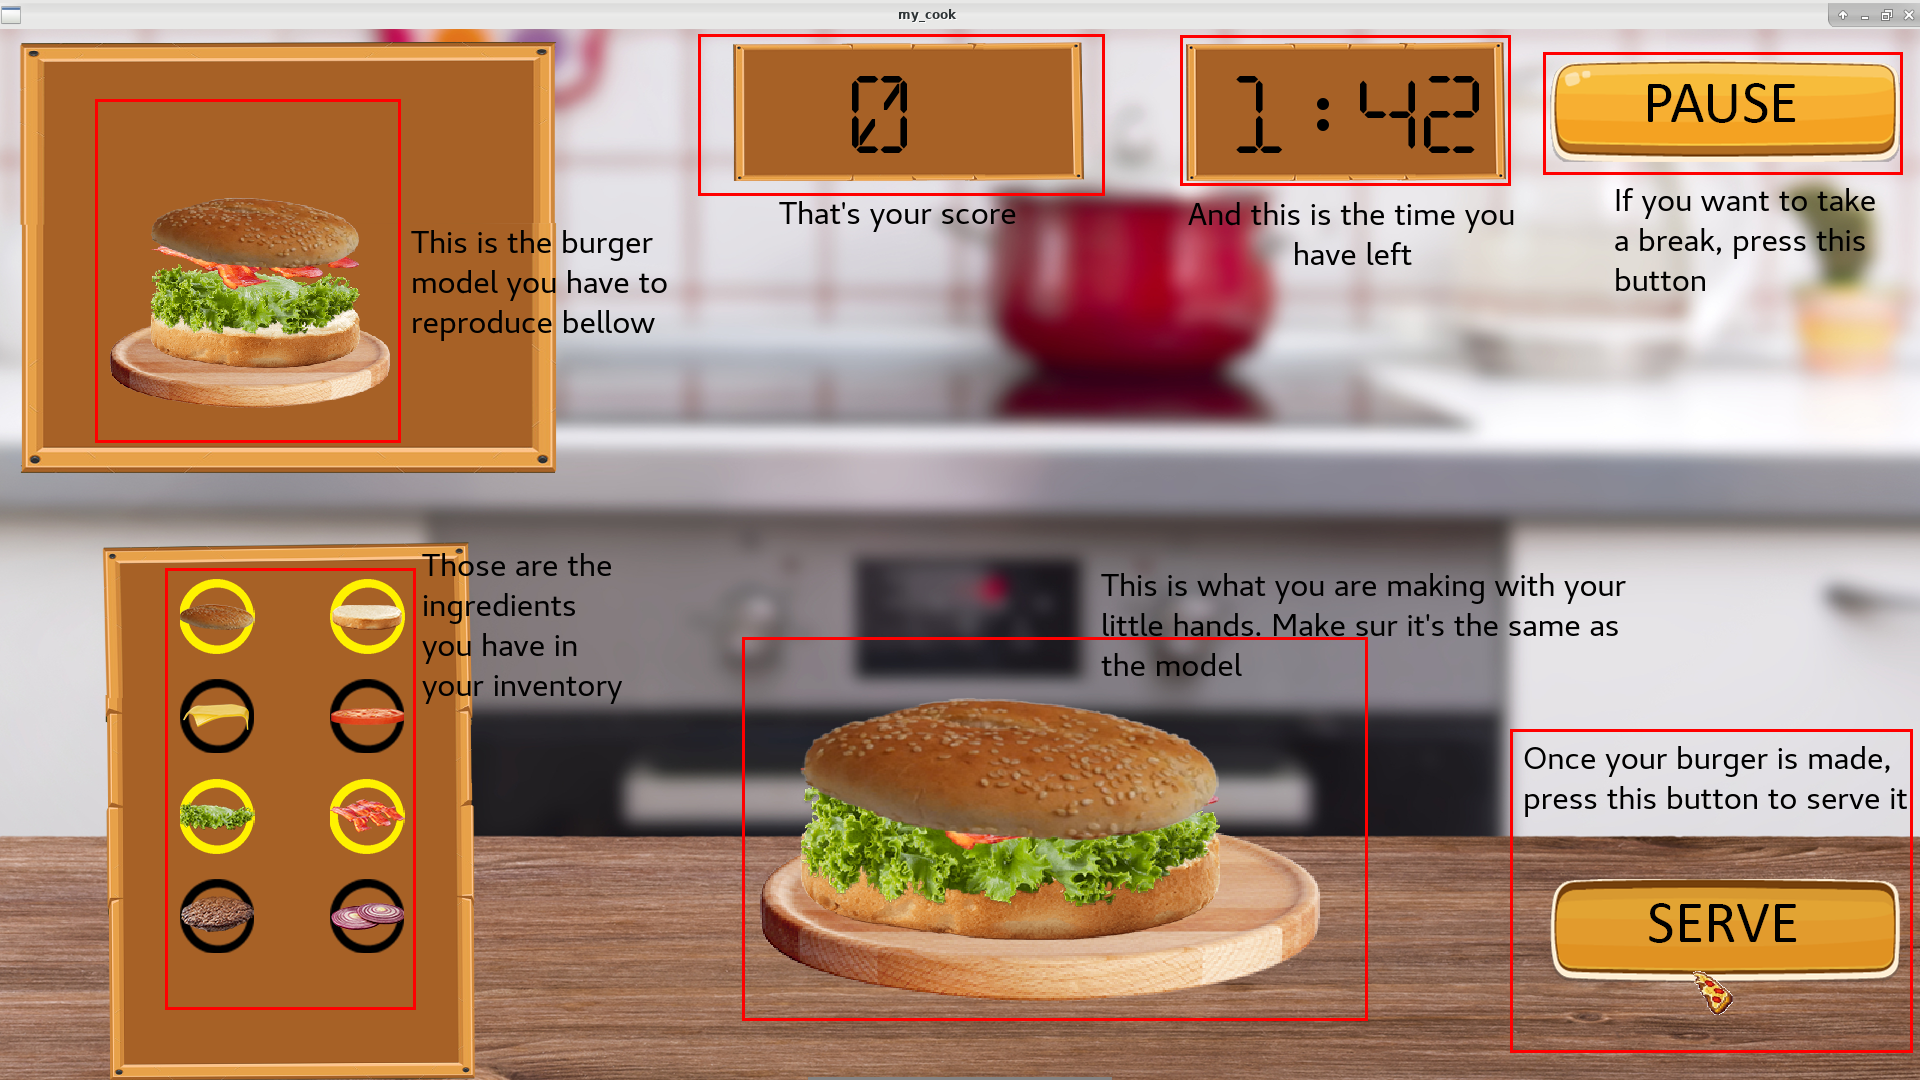 my_cook
0
1:42
PAUSE
That's your score
And this is the time you
have left
If you want to take
a break, press this
button
This is the burger
model you have to
reproduce bellow
Those are the
ingredients
you have in
your inventory
This is what you are making with your
little hands. Make sur it's the same as
the model
Once your burger is made,
press this button to serve it
SERVE